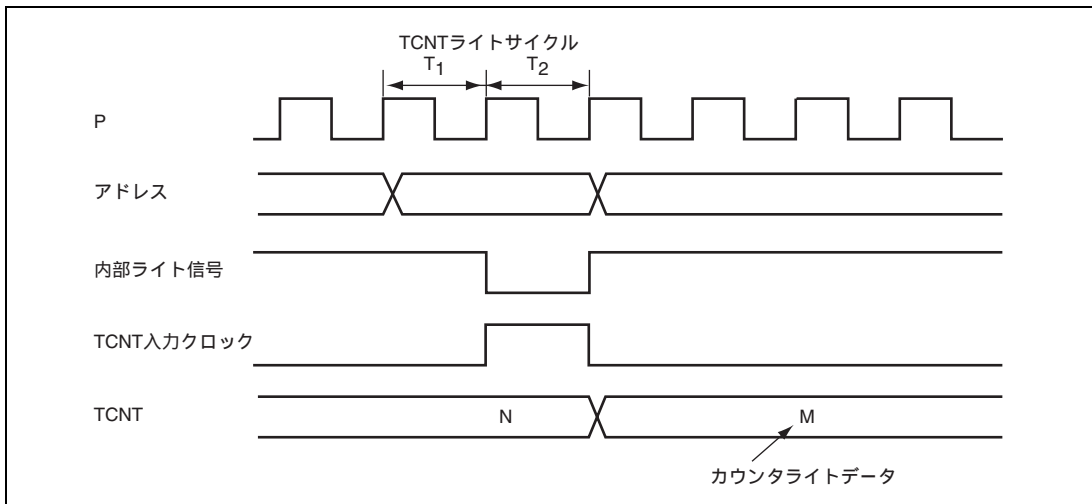 TCNTライトサイクル
T1 T2
P
アドレス
内部ライト信号
TCNT入力クロック
TCNT N M
カウンタライトデータ